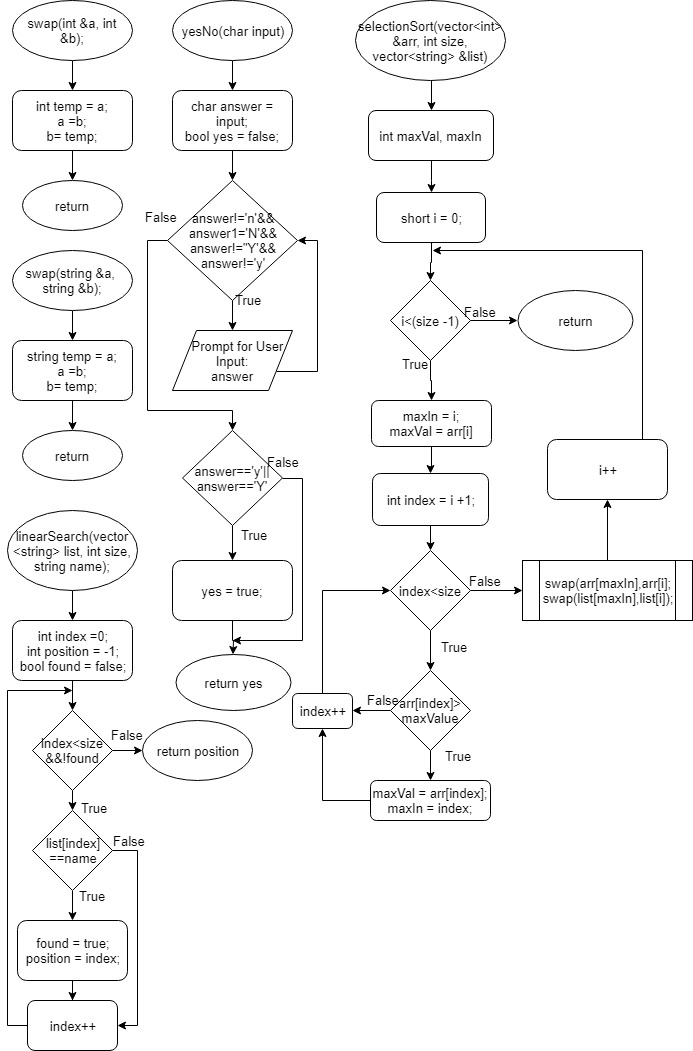 swap(int &a, int
&b);
int temp = a;
a =b;
b= temp;
return
swap(string &a,
string &b);
string temp = a;
a =b;
b= temp;
return
linearSearch(vector
<string> list, int size,
string name);
int index =0;
int position = -1;
bool found = false;
Index<size
&&!found
False
return position
True
list[index]
==name
False
True
found = true;
position = index;
index++
yesNo(char input)
char answer =
input;
bool yes = false;
False
answer!='n'&&
answer1='N'&&
answer!="Y'&&
answer!='y'
True
Prompt for User
Input:
answer
answer=='y'||
answer=='Y'
False
True
yes = true;
return yes
selectionSort(vector<int>
&arr, int size,
vector<string> &list)
int maxVal, maxIn
short i = 0;
i<(size -1)
False
return
True
maxIn = i;
maxVal = arr[i]
i++
int index = i +1;
index<size
False
swap(arr[maxIn],arr[i];
swap(list[maxIn],list[i]);
True
arr[index]>
maxValue
False
index++
True
maxVal = arr[index];
maxIn = index;